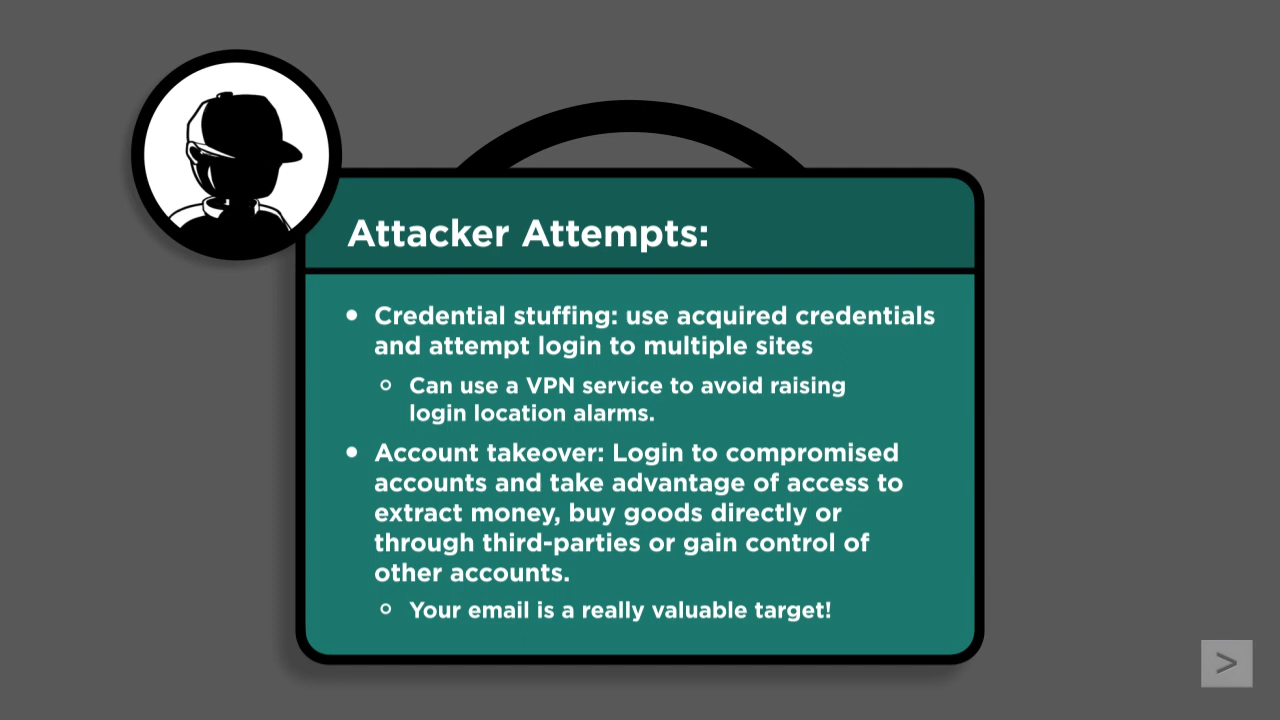 Attacker Attempts:
• Credential stuffing: use acquired credentials
and attempt login to multiple sites
○ Can use a VPN service to avoid raising
login location alarms.
• Account takeover: Login to compromised
accounts and take advantage of access to
extract money, buy goods directly or
through third-parties or gain control of
other accounts.
○ Your email is a really valuable target!
>